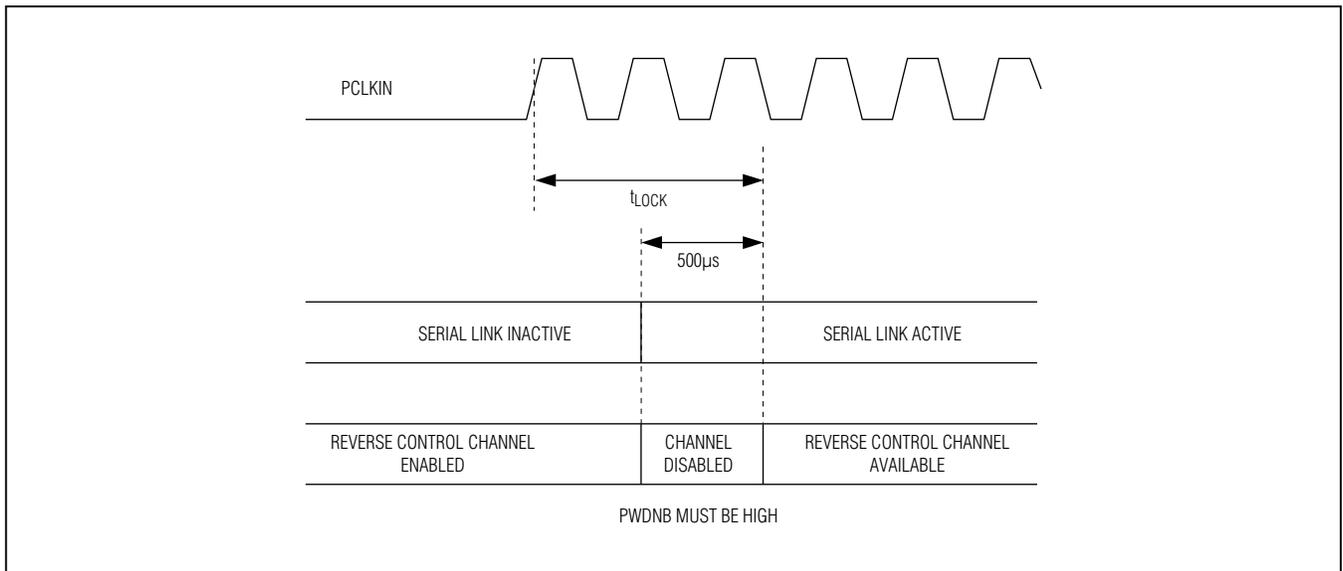 PCLKIN
tLOCK
500µs
SERIAL LINK INACTIVE
SERIAL LINK ACTIVE
REVERSE CONTROL CHANNEL
ENABLED
CHANNEL
DISABLED
REVERSE CONTROL CHANNEL
AVAILABLE
PWDNB MUST BE HIGH